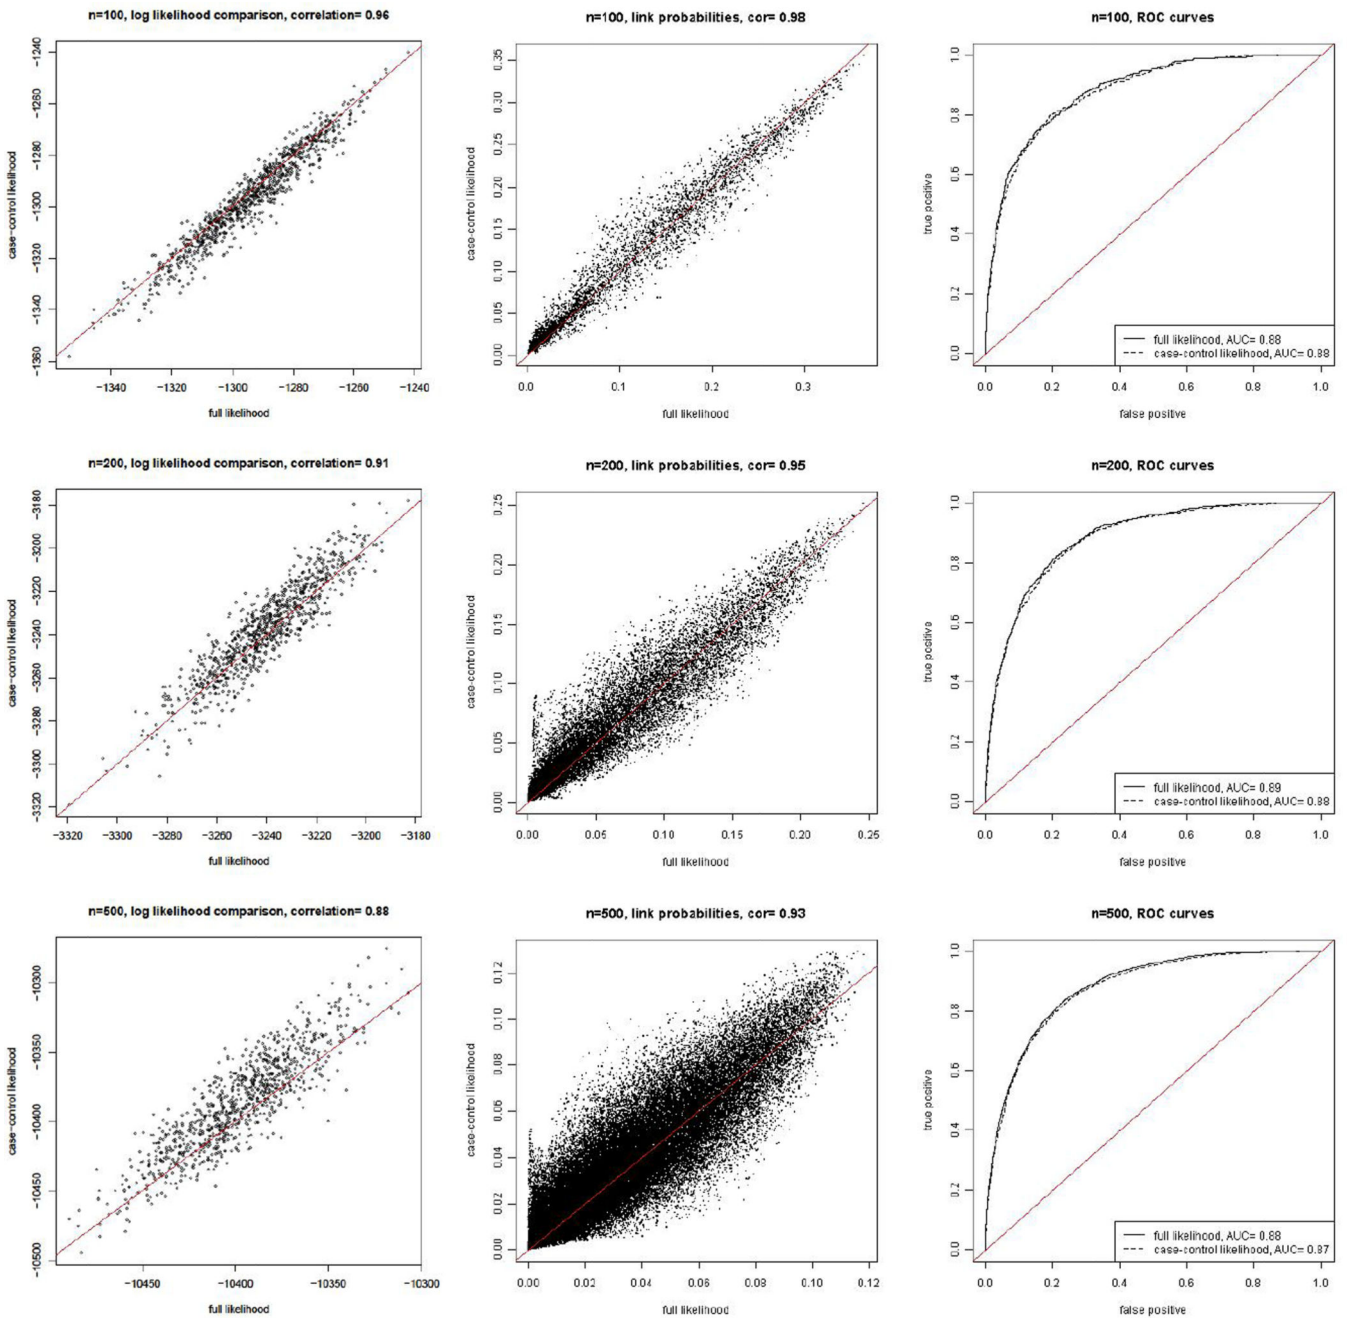 n=100, log likelihood comparison, correlation= 0.96
case-control likelihood
−1240
−1260
−1280
−1300
−1320
−1340
−1360
−1340 −1320 −1300 −1280 −1260 −1240
full likelihood
n=100, link probabilities, cor= 0.98
case-control likelihood
0.35
0.30
0.25
0.20
0.15
0.10
0.05
0.00
0.0 0.1 0.2 0.3
full likelihood
n=100, ROC curves
true positive
1.0
0.8
0.6
0.4
0.2
0.0
full likelihood, AUC= 0.88
case-control likelihood, AUC= 0.88
0.0 0.2 0.4 0.6 0.8 1.0
false positive
n=200, log likelihood comparison, correlation= 0.91
case-control likelihood
−3180
−3200
−3220
−3240
−3260
−3280
−3300
−3320
−3320 −3300 −3280 −3260 −3240 −3220 −3200 −3180
full likelihood
n=200, link probabilities, cor= 0.95
case-control likelihood
0.25
0.20
0.15
0.10
0.05
0.00
0.00 0.05 0.10 0.15 0.20 0.25
full likelihood
n=200, ROC curves
true positive
1.0
0.8
0.6
0.4
0.2
0.0
full likelihood, AUC= 0.89
case-control likelihood, AUC= 0.88
0.0 0.2 0.4 0.6 0.8 1.0
false positive
n=500, log likelihood comparison, correlation= 0.88
case-control likelihood
−10300
−10350
−10400
−10450
−10500
−10450 −10400 −10350 −10300
full likelihood
n=500, link probabilities, cor= 0.93
case-control likelihood
0.12
0.10
0.08
0.06
0.04
0.02
0.00
0.00 0.02 0.04 0.06 0.08 0.10 0.12
full likelihood
n=500, ROC curves
true positive
1.0
0.8
0.6
0.4
0.2
0.0
full likelihood, AUC= 0.88
case-control likelihood, AUC= 0.87
0.0 0.2 0.4 0.6 0.8 1.0
false positive